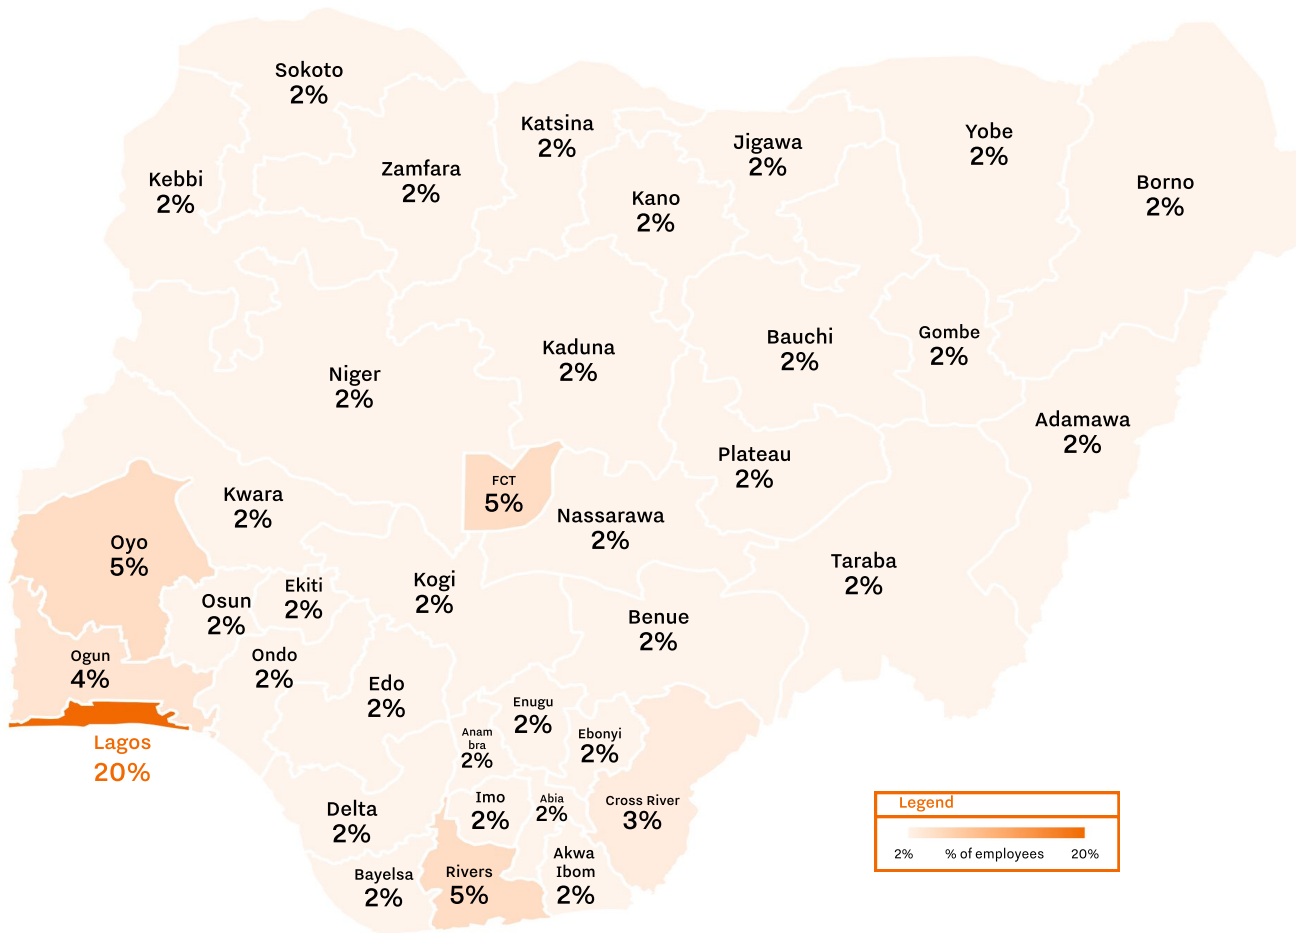 Sokoto
2%
Katsina
2%
Jigawa
2%
Yobe
2%
Kebbi
2%
Zamfara
2%
Kano
2%
Borno
2%
Niger
2%
Kaduna
2%
Bauchi
2%
Gombe
2%
Adamawa
2%
Plateau
2%
FCT
5%
Kwara
2%
Nassarawa
2%
Oyo
5%
Taraba
2%
Kogi
2%
Ekiti
2%
Osun
2%
Benue
2%
Ogun
4%
Ondo
2%
Edo
2%
Enugu
2%
Anam
bra
2%
Ebonyi
2%
Lagos
20%
Delta
2%
Imo
2%
Abia
2%
Cross River
3%
Akwa
Ibom
2%
Bayelsa
2%
Rivers
5%
Legend
2% % of employees 20%